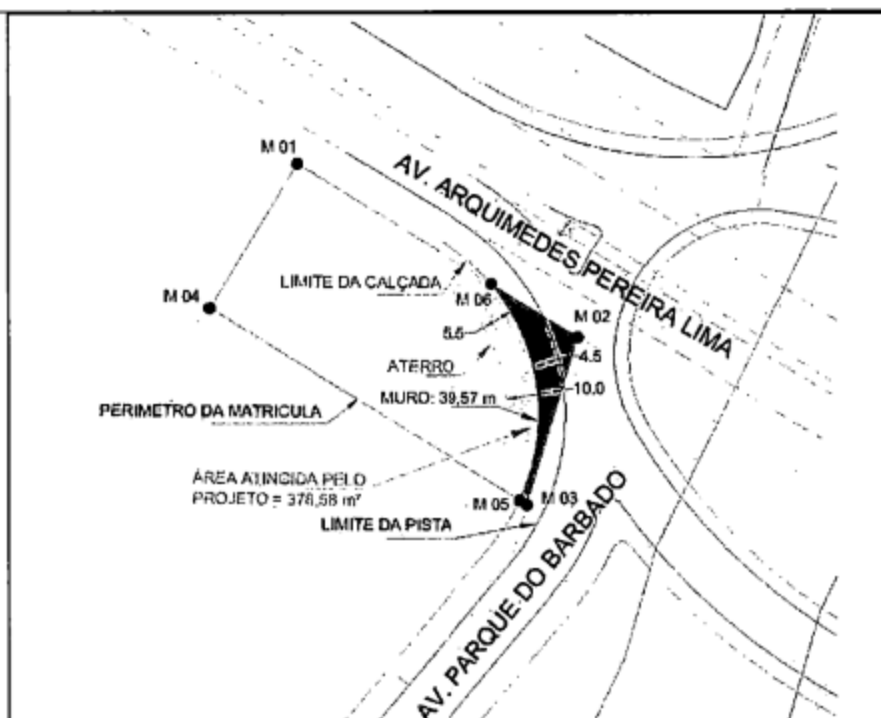 M 01
AV. ARQUIMEDES PEREIRA LIMA
LIMITE DA CALÇADA
M 04
M 06
M 02
5.5
4.5
ATERRO
10.0
MURO: 39,57 m
PERIMETRO DA MATRICULA
ÁREA ATINGIDA PELO
PROJETO = 378,58 m²
M 05
M 03
LIMITE DA PISTA
AV. PARQUE DO BARBADO